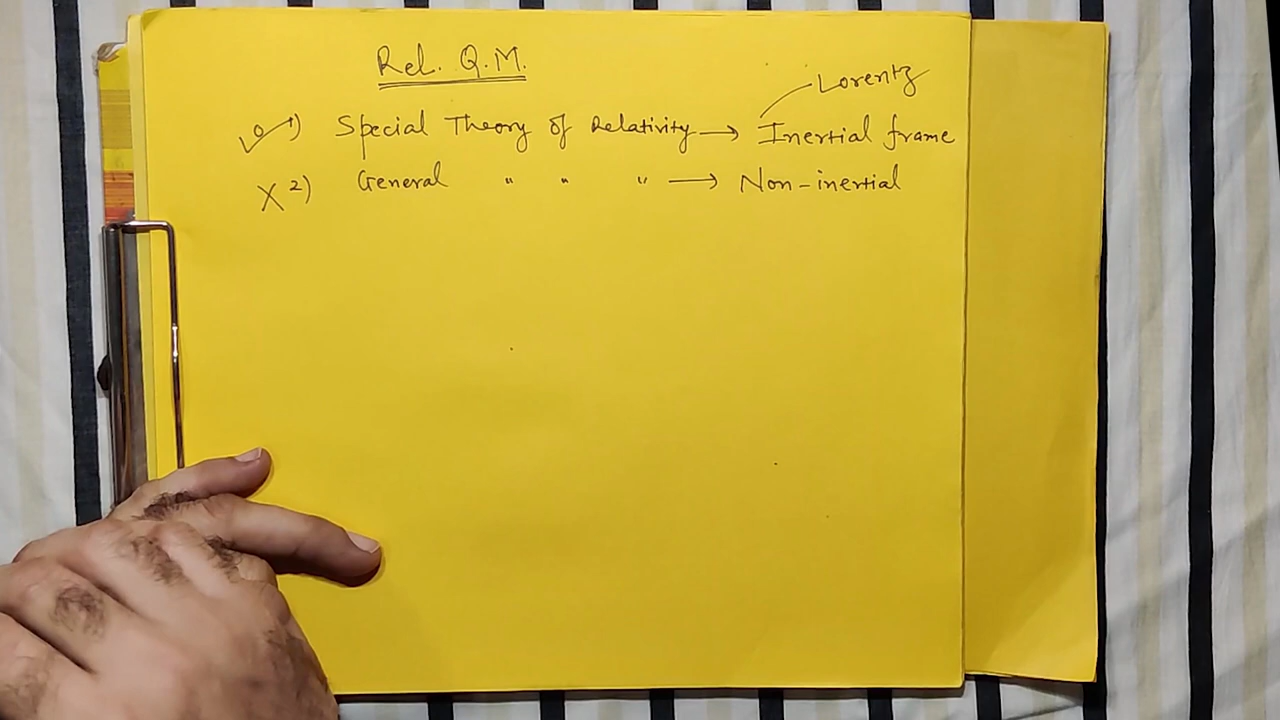 Rel. Q.M.
Lorentz
1) Special Theory of Relativity → Inertial frame
X 2) General " " " → Non-inertial